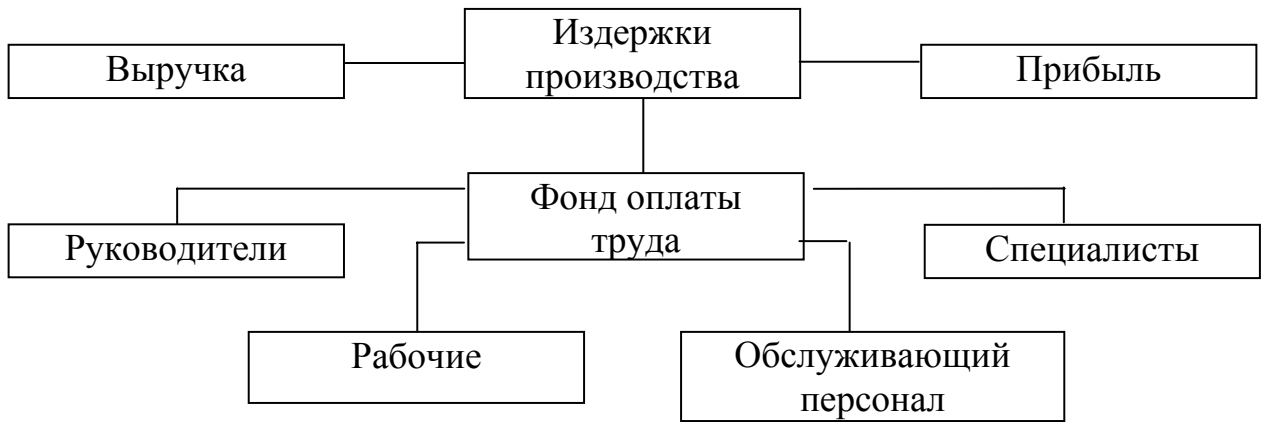 Выручка
Издержки
производства
Прибыль
Фонд оплаты
труда
Руководители
Специалисты
Рабочие
Обслуживающий
персонал